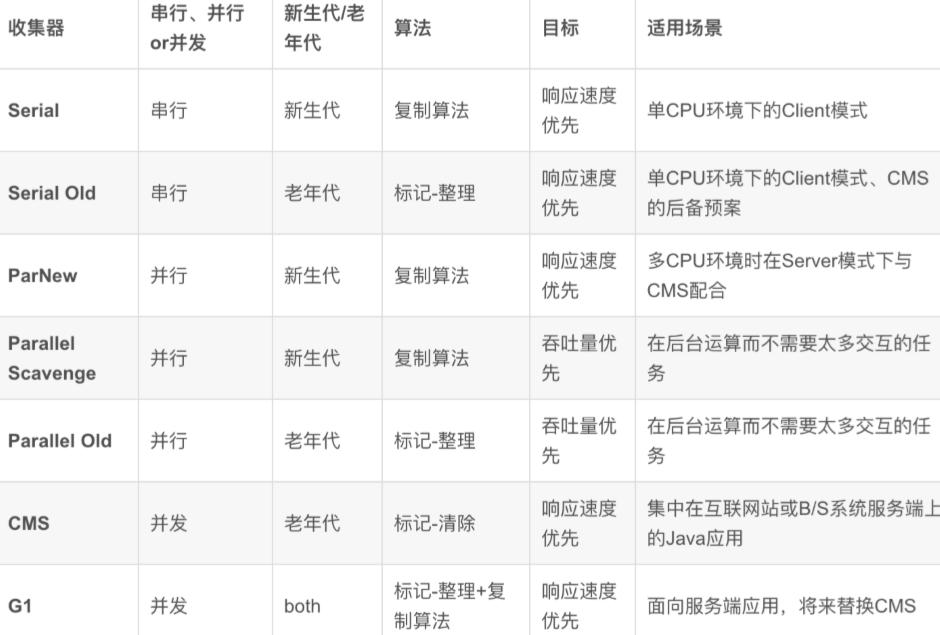 收集器
串行、并行
or并发
新生代/老
年代
算法
目标
适用场景
Serial
串行
新生代
复制算法
响应速度
优先
单CPU环境下的Client模式
Serial Old
串行
老年代
标记-整理
响应速度
优先
单CPU环境下的Client模式、CMS
的后备预案
ParNew
并行
新生代
复制算法
响应速度
优先
多CPU环境时在Server模式下与
CMS配合
Parallel
Scavenge
并行
新生代
复制算法
吞吐量优
先
在后台运算而不需要太多交互的任
务
Parallel Old
并行
老年代
标记-整理
吞吐量优
先
在后台运算而不需要太多交互的任
务
CMS
并发
老年代
标记-清除
响应速度
优先
集中在互联网站或B/S系统服务端上
的Java应用
G1
并发
both
标记-整理+复
制算法
响应速度
优先
面向服务端应用，将来替换CMS